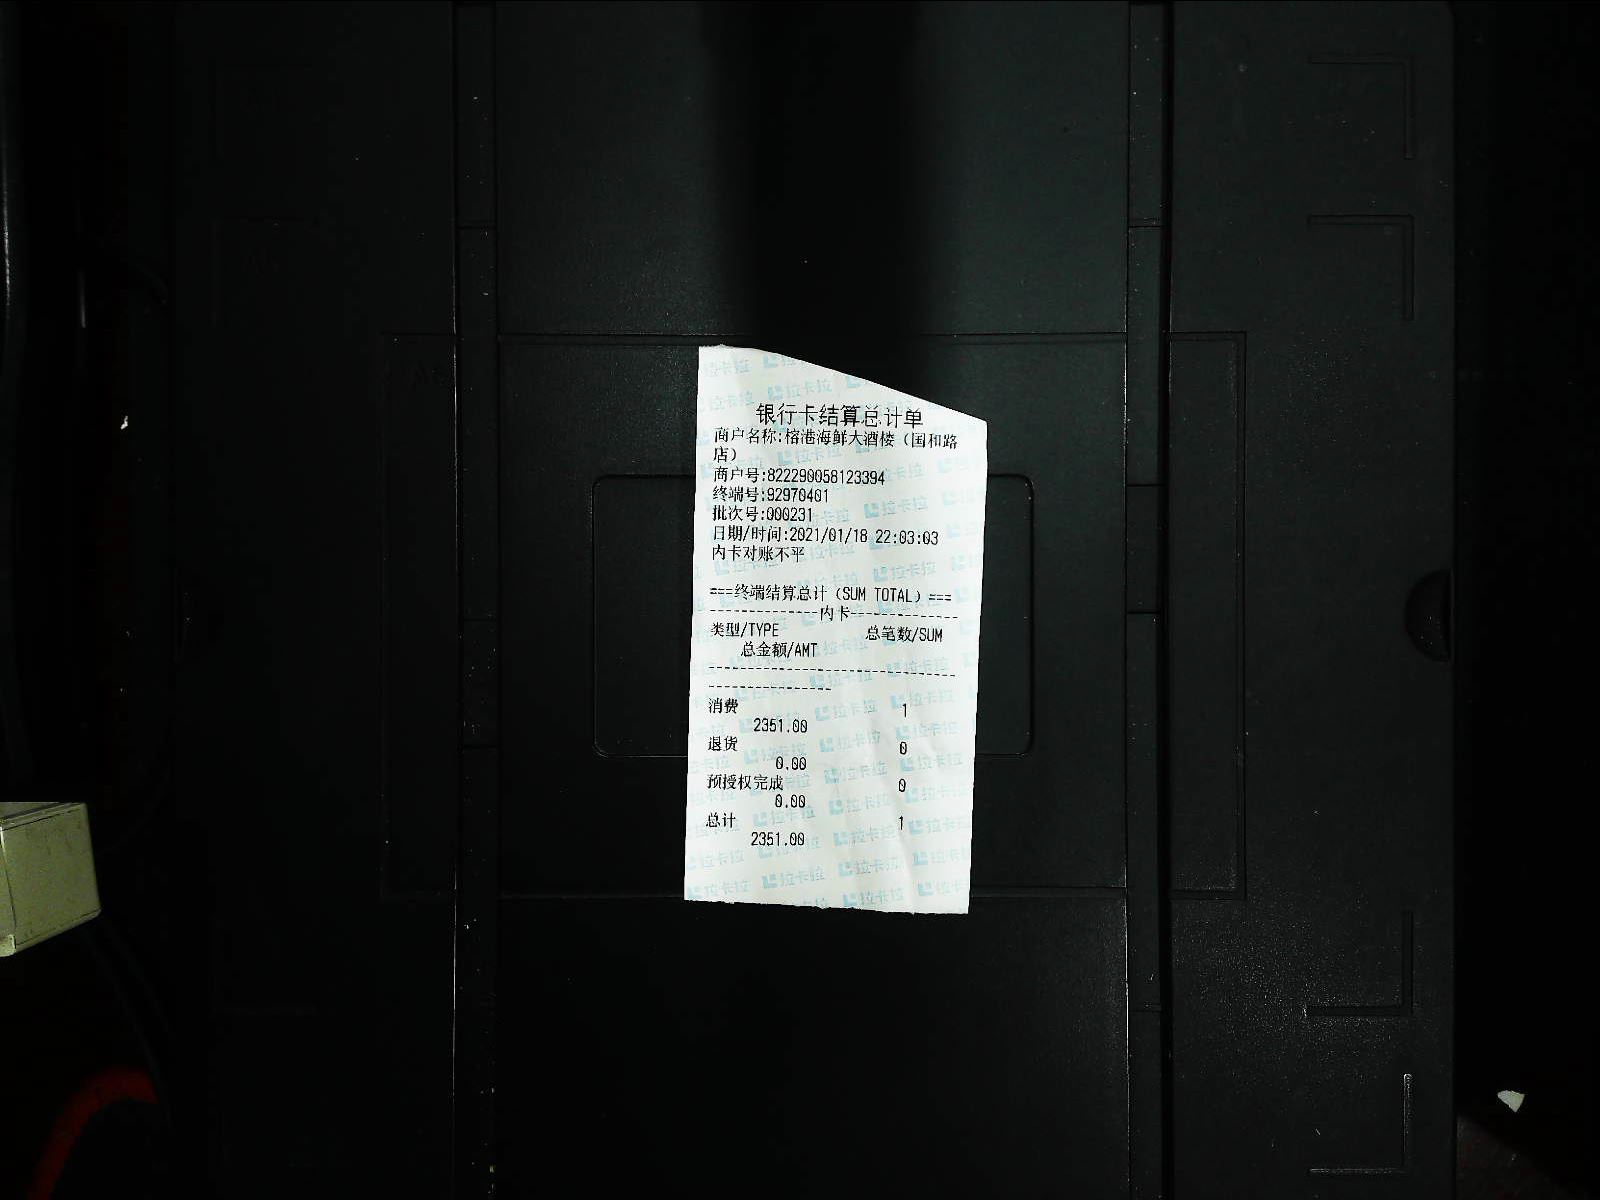 银行卡结算总计单
商户名称:榕港海鲜大酒楼（国和路
店）
商户号:822290058123394
终端号:92970401
批次号:000231
日期/时间:2021/01/18 22:03:03
内卡对账不平
===终端结算总计（SUM TOTAL）===
----------------内卡----------------
类型/TYPE 总笔数/SUM
总金额/AMT
消费 1
2351.00
退货 0
0.00
预授权完成 0
0.00
总计 1
2351.00
拉卡拉